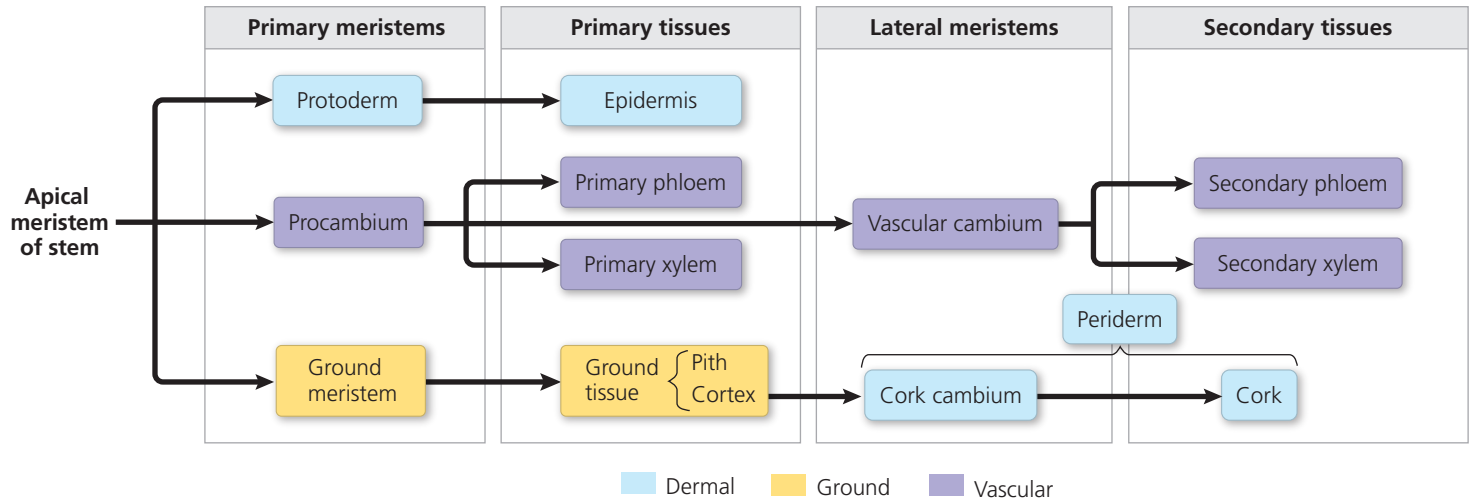 Primary meristems
Primary tissues
Lateral meristems
Secondary tissues
Protoderm
Epidermis
Primary phloem
Secondary phloem
Apical
meristem
of stem
Procambium
Vascular cambium
Primary xylem
Secondary xylem
Periderm
Ground
meristem
Ground
tissue
Pith
Cortex
Cork cambium
Cork
Dermal
Ground
Vascular